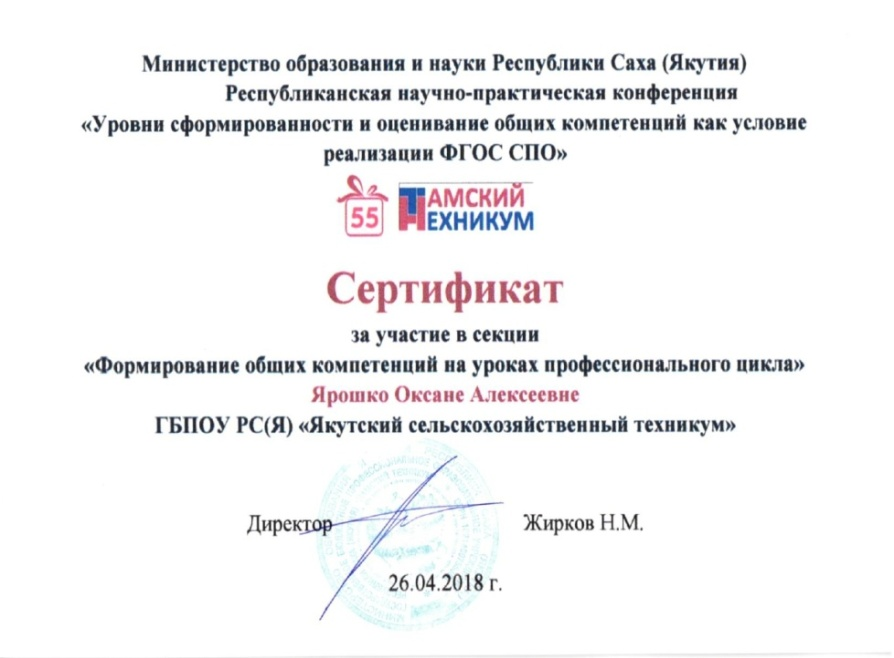 Министерство образования и науки Республики Саха (Якутия)
Республиканская научно-практическая конференция
«Уровни сформированности и оценивание общих компетенций как условие
реализации ФГОС СПО»
55 ТАМСКИЙ
ТЕХНИКУМ
Сертификат
за участие в секции
«Формирование общих компетенций на уроках профессионального цикла»
Ярошко Оксане Алексеевне
ГБПОУ РС(Я) «Якутский сельскохозяйственный техникум»
Директор Жирков Н.М.
26.04.2018 г.